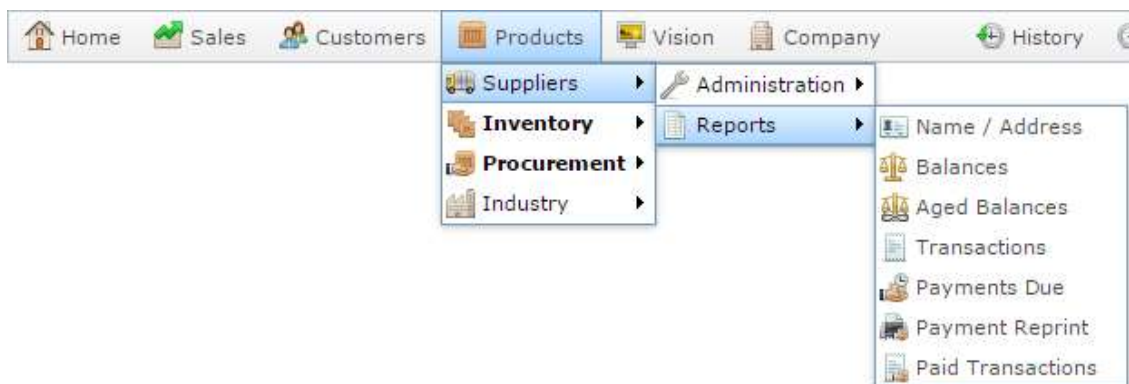 Home Sales Customers Products Vision Company History
Suppliers Administration
Inventory Reports Name / Address
Procurement Balances
Industry Aged Balances
Transactions
Payments Due
Payment Reprint
Paid Transactions